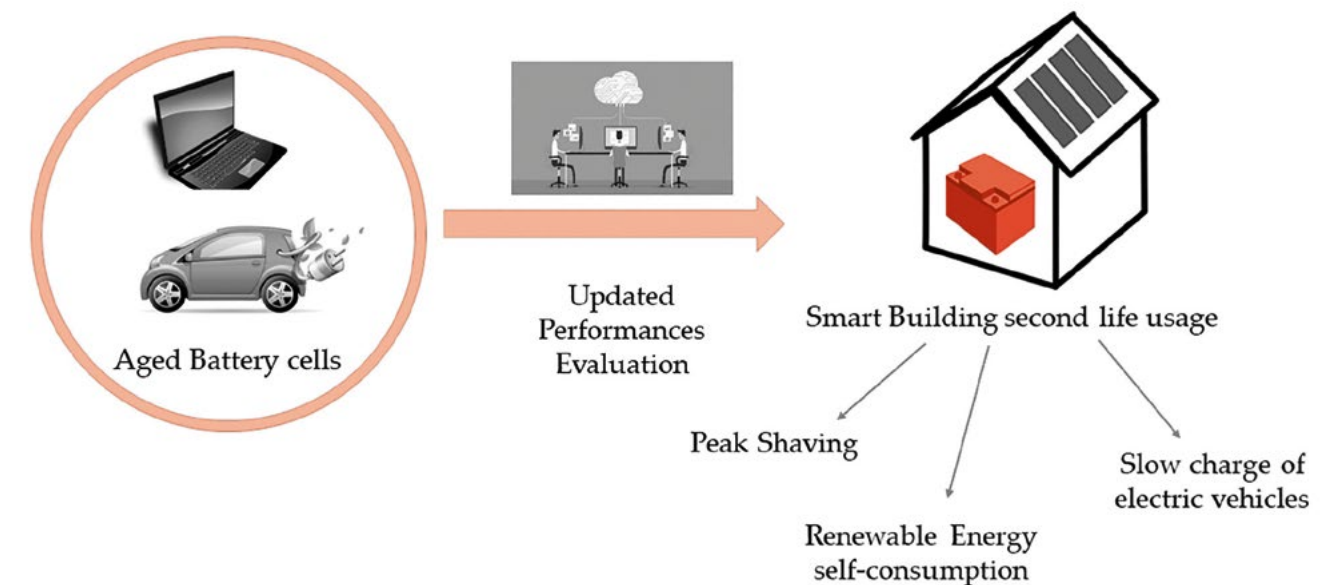 Aged Battery cells
Updated
Performances
Evaluation
Smart Building second life usage
Peak Shaving
Renewable Energy
self-consumption
Slow charge of
electric vehicles